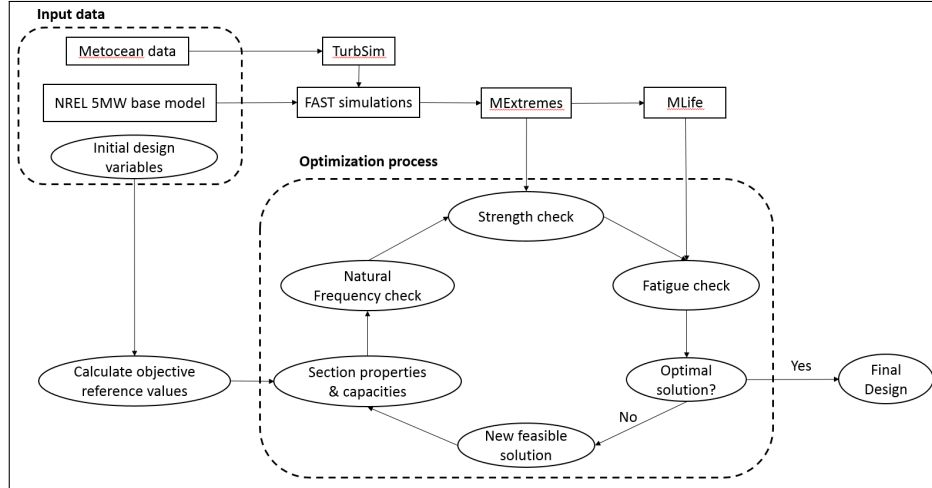 Input data
Metocean data
TurbSim
NREL 5MW base model
FAST simulations
MExtremes
MLife
Initial design
variables
Optimization process
Strength check
Natural
Frequency check
Fatigue check
Calculate objective
reference values
Section properties
& capacities
Optimal
solution?
Yes
Final
Design
No
New feasible
solution